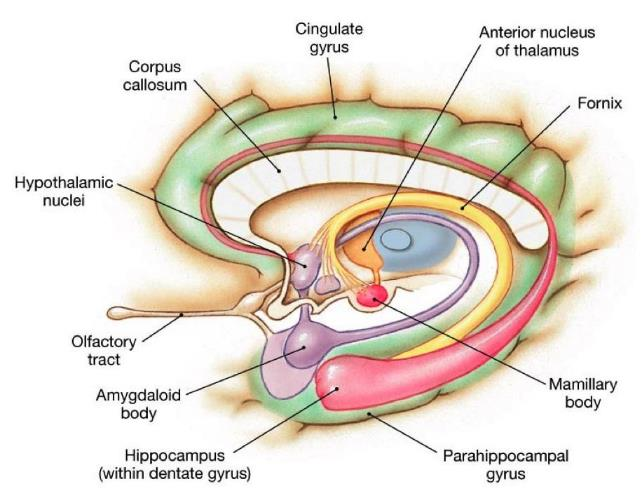 Cingulate
gyrus
Anterior nucleus
of thalamus
Corpus
callosum
Fornix
Hypothalamic
nuclei
Olfactory
tract
Amygdaloid
body
Mamillary
body
Hippocampus
(within dentate gyrus)
Parahippocampal
gyrus